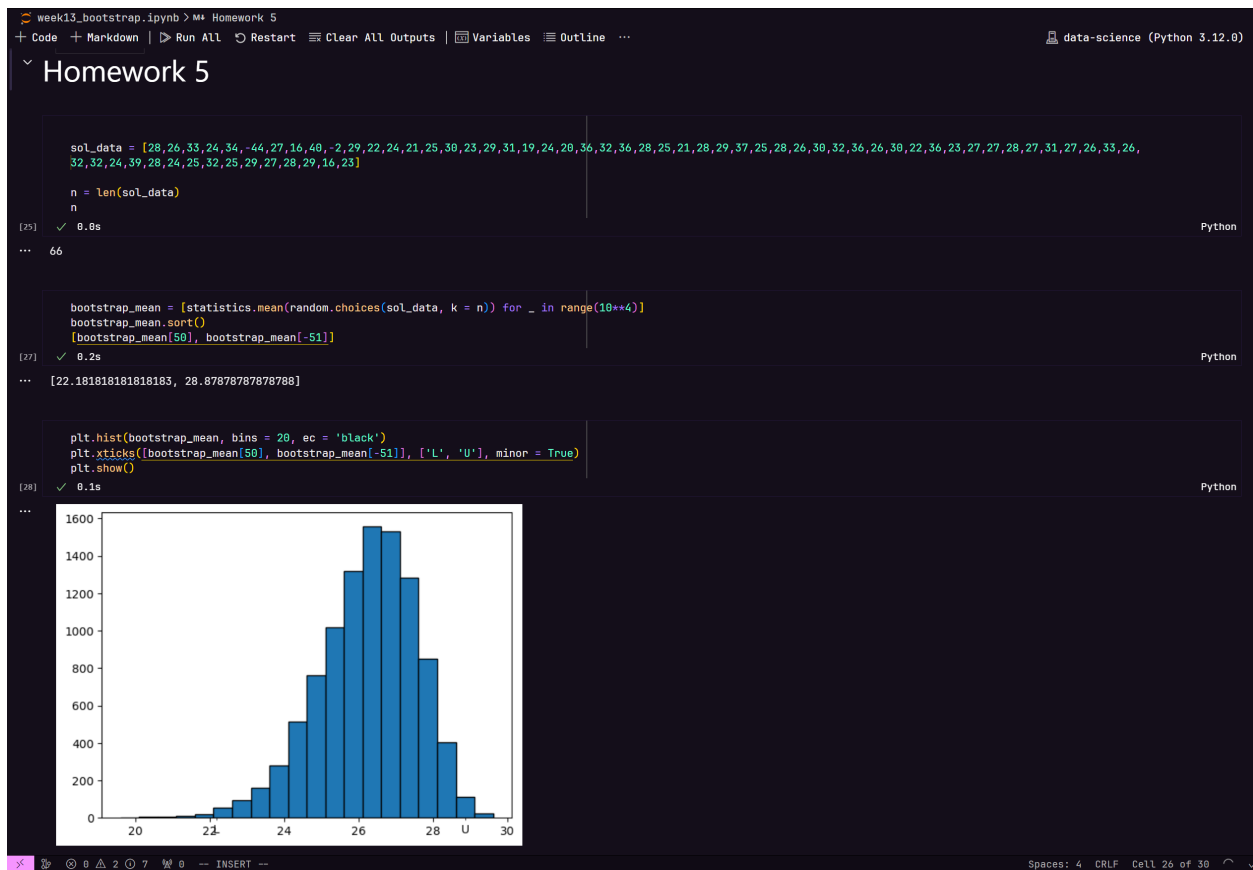 week13_bootstrap.ipynb > M↓ Homework 5
+ Code + Markdown | Run All Restart Clear All Outputs | Variables Outline ··· data-science (Python 3.12.0)
Homework 5
sol_data = [28,26,33,24,34,-44,27,16,40,-2,29,22,24,21,25,30,23,29,31,19,24,20,36,32,36,28,25,21,28,29,37,25,28,26,30,32,36,26,30,22,36,23,27,27,28,27,31,27,26,33,26,
32,32,24,39,28,24,25,32,25,29,27,28,29,16,23]
n = len(sol_data)
n
[25] ✓ 0.0s Python
··· 66
bootstrap_mean = [statistics.mean(random.choices(sol_data, k = n)) for _ in range(10**4)]
bootstrap_mean.sort()
[bootstrap_mean[50], bootstrap_mean[-51]]
[27] ✓ 0.2s Python
··· [22.181818181818183, 28.87878787878788]
plt.hist(bootstrap_mean, bins = 20, ec = 'black')
plt.xticks([bootstrap_mean[50], bootstrap_mean[-51]], ['L', 'U'], minor = True)
plt.show()
[28] ✓ 0.1s Python
···
1600
1400
1200
1000
800
600
400
200
0
20 22 L 24 26 28 U 30
0 2 7 0 -- INSERT -- Spaces: 4 CRLF Cell 26 of 30